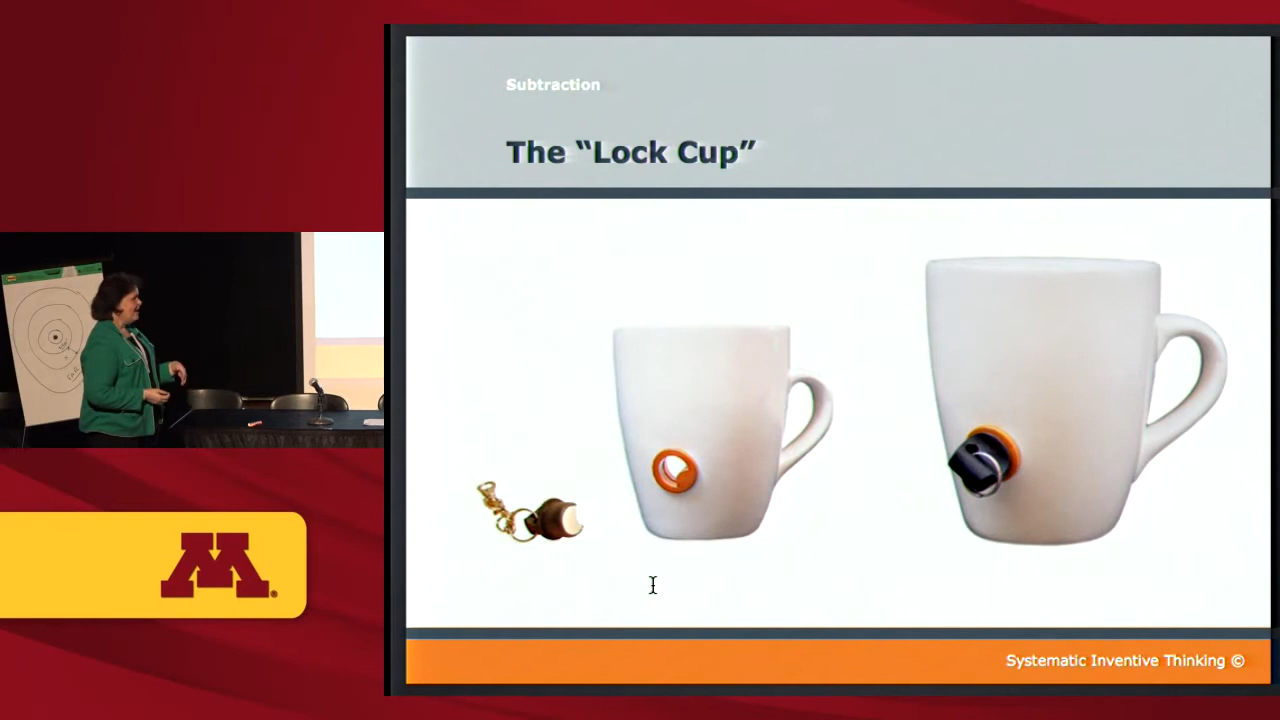 Subtraction
The “Lock Cup”
M
Systematic Inventive Thinking ©